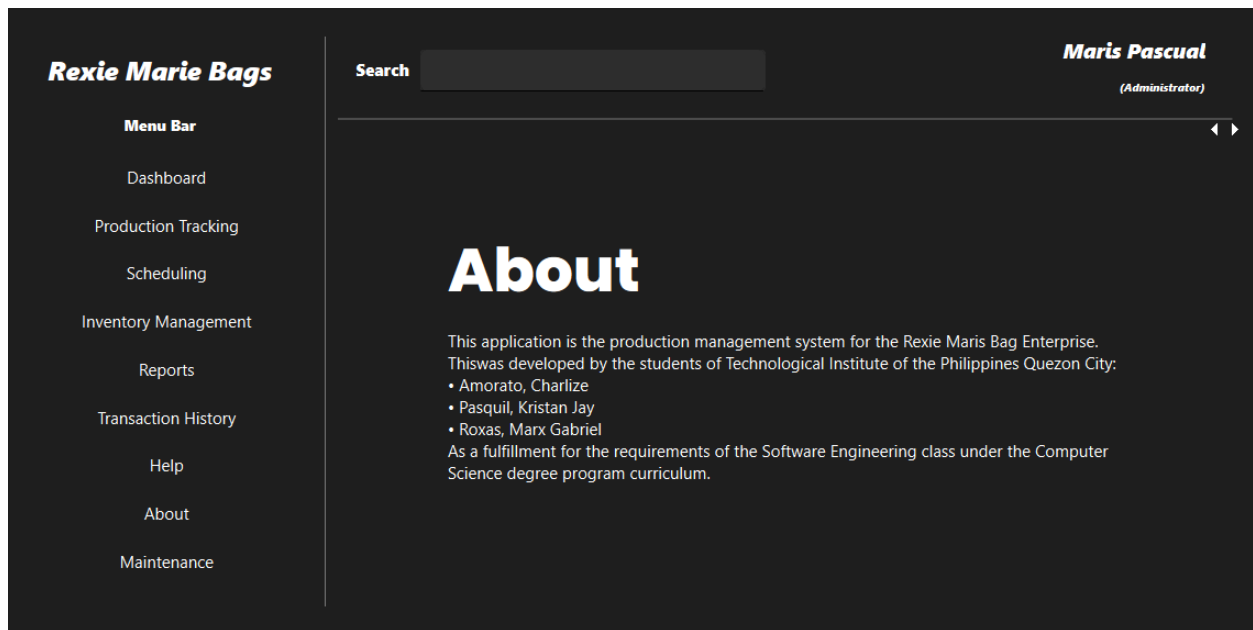 Rexie Marie Bags
Menu Bar
Dashboard
Production Tracking
Scheduling
Inventory Management
Reports
Transaction History
Help
About
Maintenance
Search
Maris Pascual
(Administrator)
About
This application is the production management system for the Rexie Maris Bag Enterprise.
Thiswas developed by the students of Technological Institute of the Philippines Quezon City:
• Amorato, Charlize
• Pasquil, Kristan Jay
• Roxas, Marx Gabriel
As a fulfillment for the requirements of the Software Engineering class under the Computer
Science degree program curriculum.